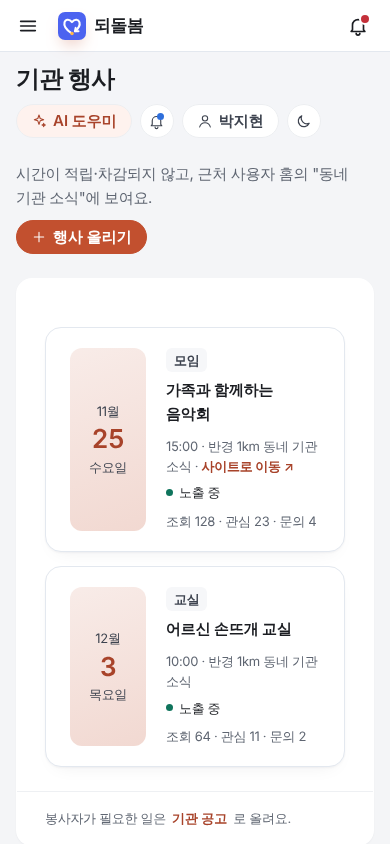 되돌봄
기관 행사
AI 도우미
박지현
시간이 적립·차감되지 않고, 근처 사용자 홈의 "동네
기관 소식"에 보여요.
+ 행사 올리기
11월
25
수요일
모임
가족과 함께하는
음악회
15:00 · 반경 1km 동네 기관
소식 · 사이트로 이동 ↗
노출 중
조회 128 · 관심 23 · 문의 4
12월
3
목요일
교실
어르신 손뜨개 교실
10:00 · 반경 1km 동네 기관
소식
노출 중
조회 64 · 관심 11 · 문의 2
봉사자가 필요한 일은 기관 공고 로 올려요.